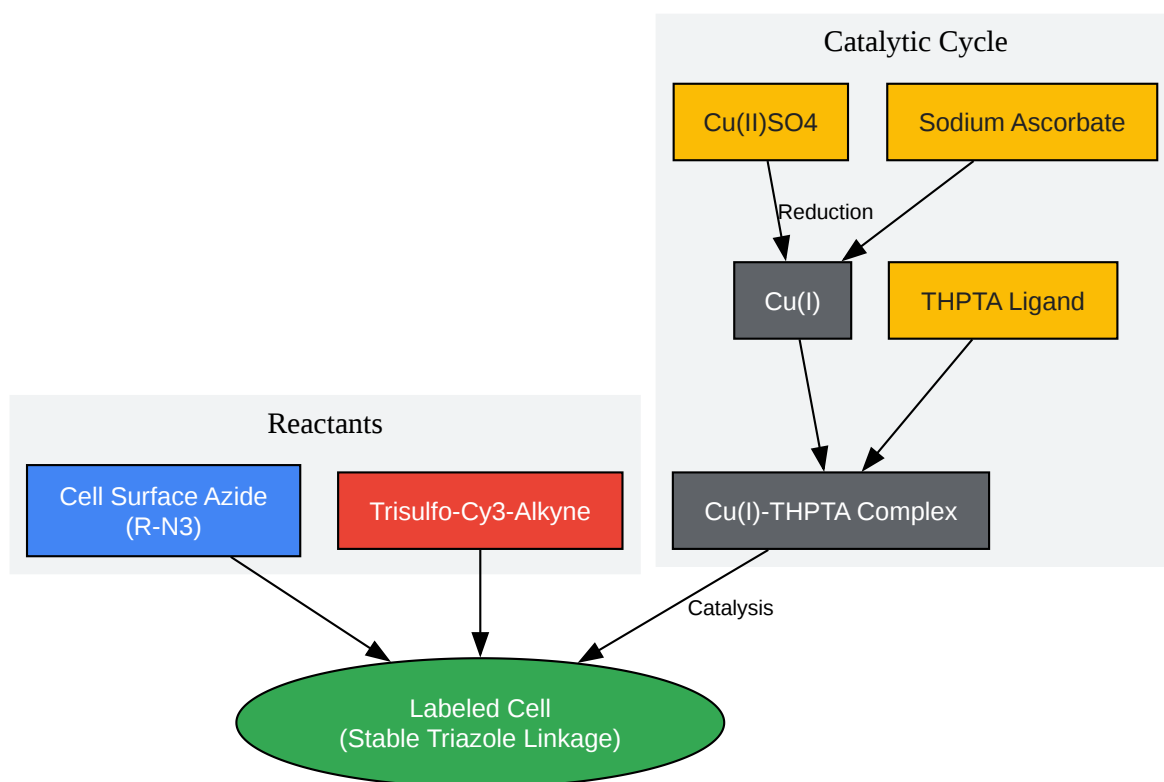 Catalytic Cycle
Cu(II)SO4
Sodium Ascorbate
Reduction
Cu(I)
THPTA Ligand
Reactants
Cell Surface Azide
(R-N3)
Trisulfo-Cy3-Alkyne
Cu(I)-THPTA Complex
Catalysis
Labeled Cell
(Stable Triazole Linkage)